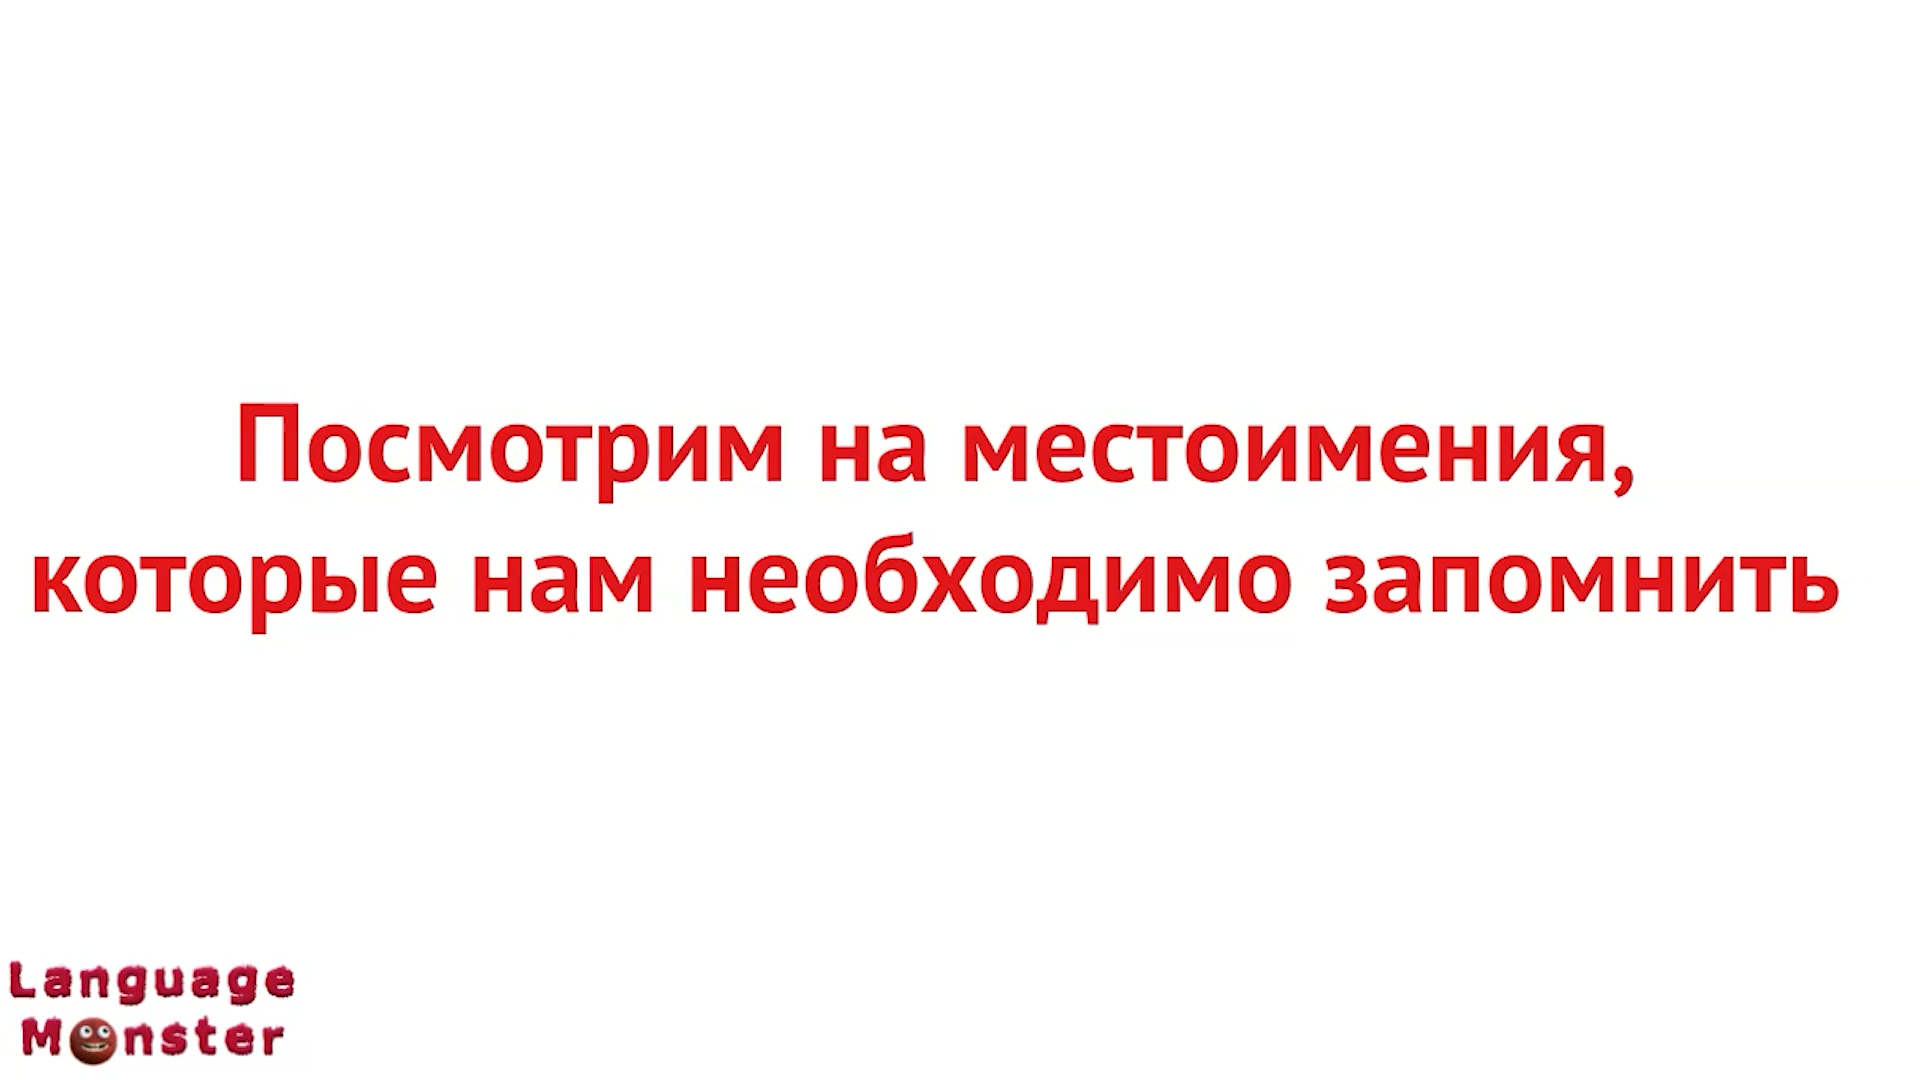 Посмотрим на местоимения,
которые нам необходимо запомнить
Language
Monster